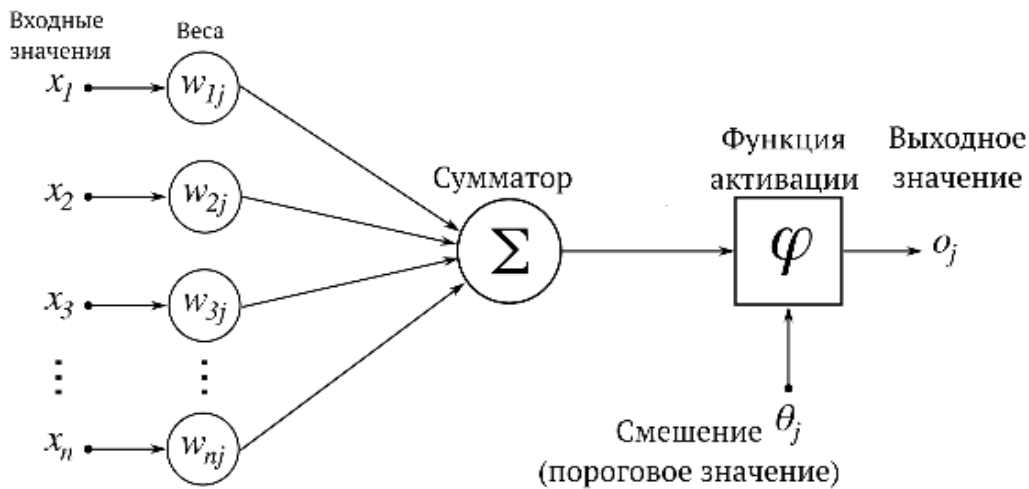 Входные
значения
Веса
x1
w1j
x2
w2j
x3
w3j
⋮ ⋮
xn
wnj
Сумматор
Σ
Функция
активации
φ
Выходное
значение
oj
θj
Смешение
(пороговое значение)